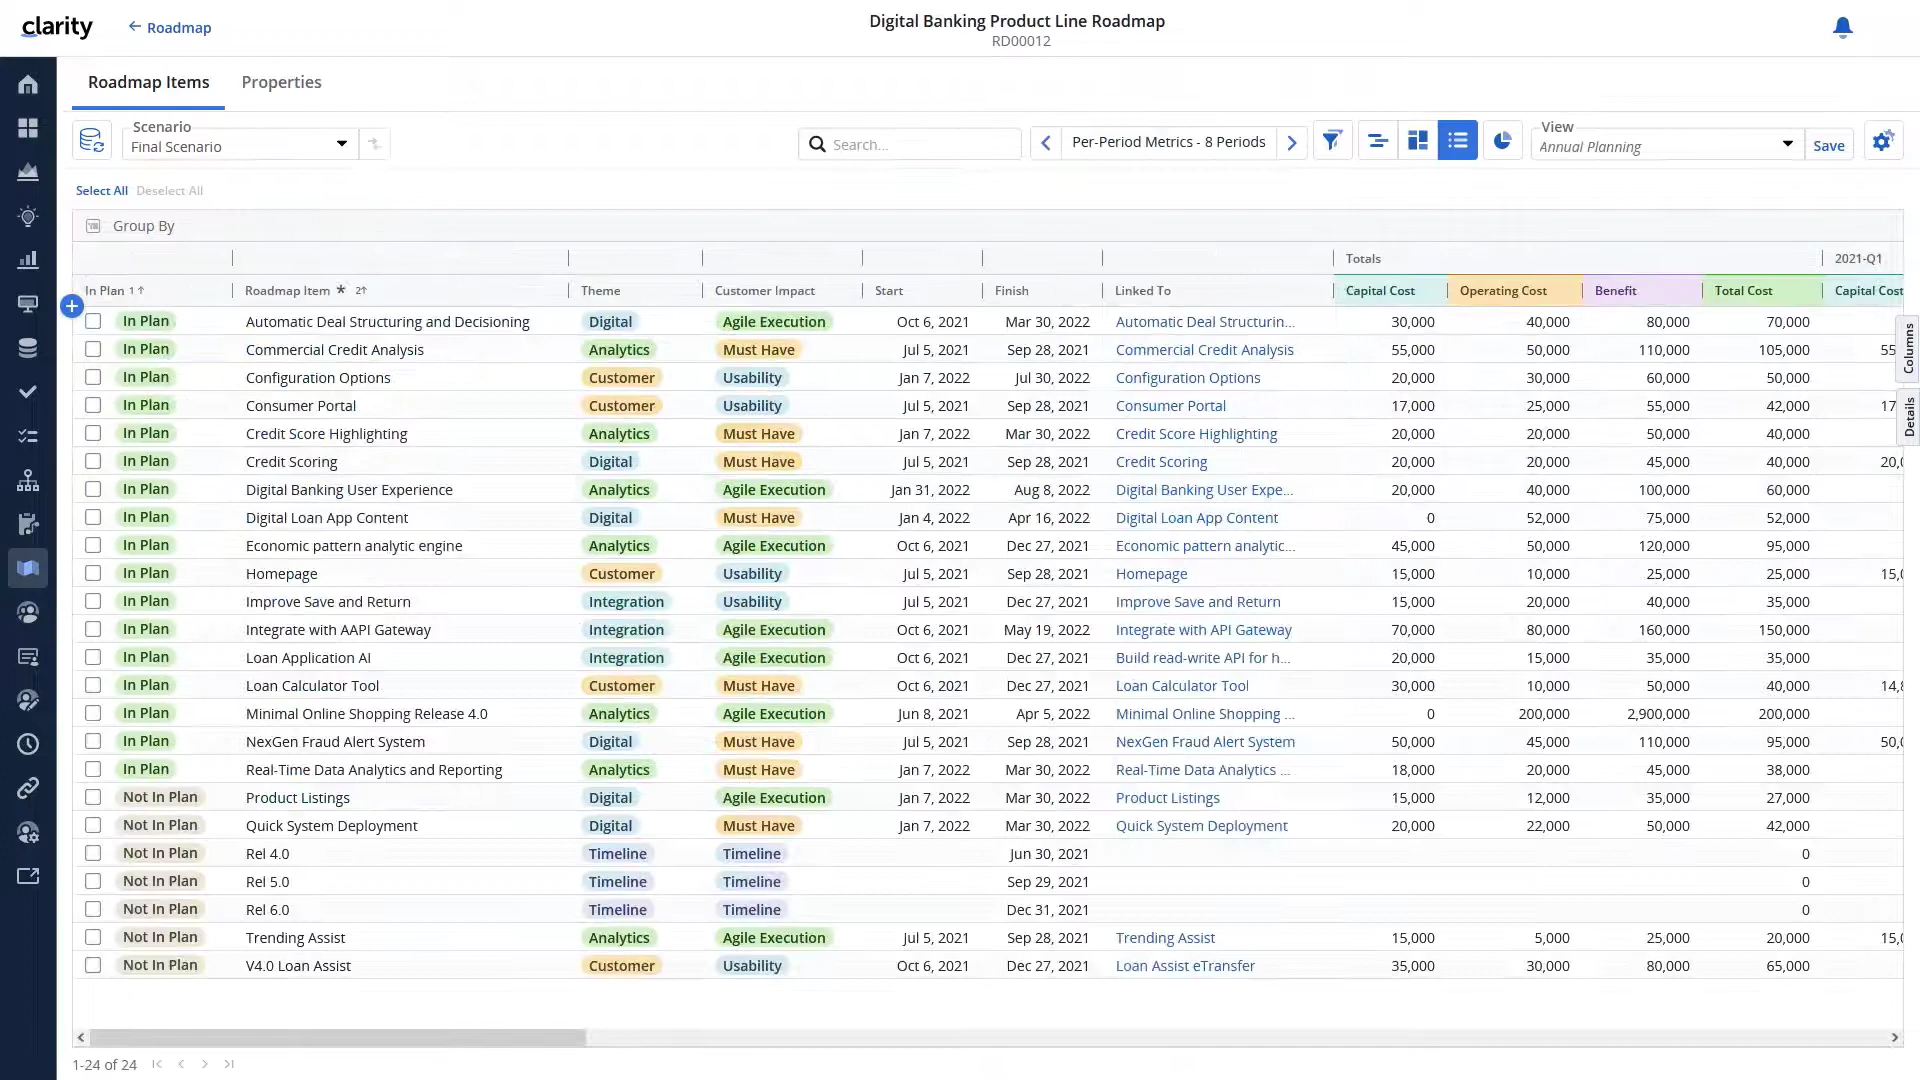 clarity
Roadmap
Digital Banking Product Line Roadmap
RD00012
Roadmap Items Properties
Scenario
Final Scenario
Search...
Per-Period Metrics - 8 Periods
View
Annual Planning
Save
Select All Deselect All
Group By
Totals 2021-Q1
In Plan 1 Roadmap Item * 2 Theme Customer Impact Start Finish Linked To Capital Cost Operating Cost Benefit Total Cost Capital Cost
In Plan Automatic Deal Structuring and Decisioning Digital Agile Execution Oct 6, 2021 Mar 30, 2022 Automatic Deal Structurin... 30,000 40,000 80,000 70,000
In Plan Commercial Credit Analysis Analytics Must Have Jul 5, 2021 Sep 28, 2021 Commercial Credit Analysis 55,000 50,000 110,000 105,000 55
In Plan Configuration Options Customer Usability Jan 7, 2022 Jul 30, 2022 Configuration Options 20,000 30,000 60,000 50,000
In Plan Consumer Portal Customer Usability Jul 5, 2021 Sep 28, 2021 Consumer Portal 17,000 25,000 55,000 42,000 17
In Plan Credit Score Highlighting Analytics Must Have Jan 7, 2022 Mar 30, 2022 Credit Score Highlighting 20,000 20,000 50,000 40,000
In Plan Credit Scoring Digital Must Have Jul 5, 2021 Sep 28, 2021 Credit Scoring 20,000 20,000 45,000 40,000 20,0
In Plan Digital Banking User Experience Analytics Agile Execution Jan 31, 2022 Aug 8, 2022 Digital Banking User Expe... 20,000 40,000 100,000 60,000
In Plan Digital Loan App Content Digital Must Have Jan 4, 2022 Apr 16, 2022 Digital Loan App Content 0 52,000 75,000 52,000
In Plan Economic pattern analytic engine Analytics Agile Execution Oct 6, 2021 Dec 27, 2021 Economic pattern analytic... 45,000 50,000 120,000 95,000
In Plan Homepage Customer Usability Jul 5, 2021 Sep 28, 2021 Homepage 15,000 10,000 25,000 25,000 15,0
In Plan Improve Save and Return Integration Usability Jul 5, 2021 Dec 27, 2021 Improve Save and Return 15,000 20,000 40,000 35,000
In Plan Integrate with AAPI Gateway Integration Agile Execution Oct 6, 2021 May 19, 2022 Integrate with API Gateway 70,000 80,000 160,000 150,000
In Plan Loan Application AI Integration Agile Execution Oct 6, 2021 Dec 27, 2021 Build read-write API for h... 20,000 15,000 35,000 35,000
In Plan Loan Calculator Tool Customer Must Have Oct 6, 2021 Dec 27, 2021 Loan Calculator Tool 30,000 10,000 50,000 40,000 14,8
In Plan Minimal Online Shopping Release 4.0 Analytics Agile Execution Jun 8, 2021 Apr 5, 2022 Minimal Online Shopping ... 0 200,000 2,900,000 200,000
In Plan NexGen Fraud Alert System Digital Must Have Jul 5, 2021 Sep 28, 2021 NexGen Fraud Alert System 50,000 45,000 110,000 95,000 50,0
In Plan Real-Time Data Analytics and Reporting Analytics Must Have Jan 7, 2022 Mar 30, 2022 Real-Time Data Analytics ... 18,000 20,000 45,000 38,000
Not In Plan Product Listings Digital Agile Execution Jan 7, 2022 Mar 30, 2022 Product Listings 15,000 12,000 35,000 27,000
Not In Plan Quick System Deployment Digital Must Have Jan 7, 2022 Mar 30, 2022 Quick System Deployment 20,000 22,000 50,000 42,000
Not In Plan Rel 4.0 Timeline Timeline Jun 30, 2021 0
Not In Plan Rel 5.0 Timeline Timeline Sep 29, 2021 0
Not In Plan Rel 6.0 Timeline Timeline Dec 31, 2021 0
Not In Plan Trending Assist Analytics Agile Execution Jul 5, 2021 Sep 28, 2021 Trending Assist 15,000 5,000 25,000 20,000 15,0
Not In Plan V4.0 Loan Assist Customer Usability Oct 6, 2021 Dec 27, 2021 Loan Assist eTransfer 35,000 30,000 80,000 65,000
Columns
Details
1-24 of 24